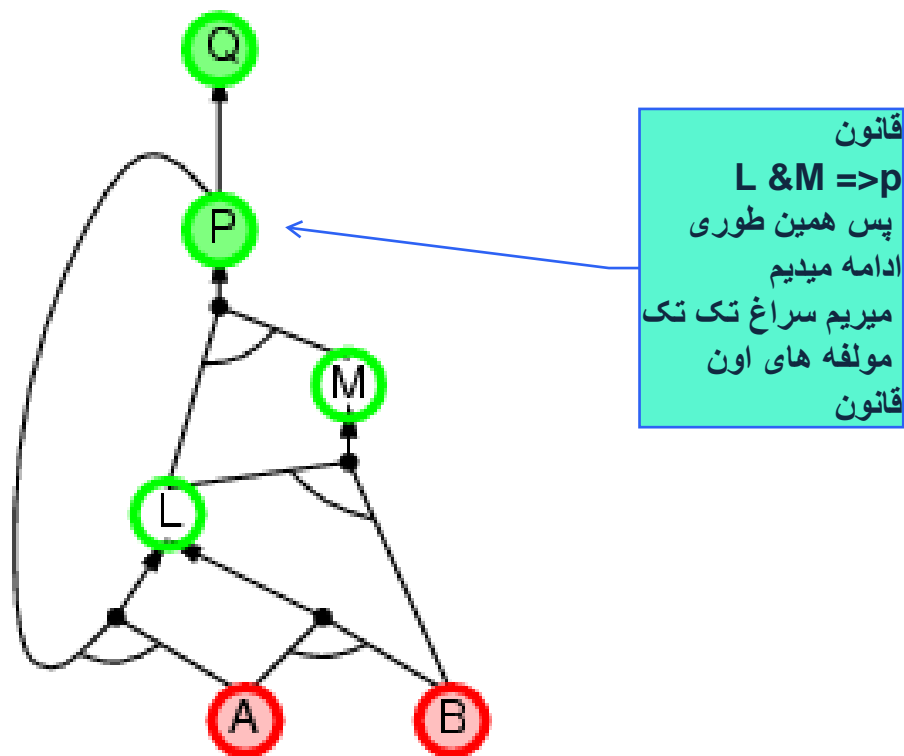 Q
P
M
L
A
B
قانون
L &M =>p
پس همین طوری
ادامه میدیم
میریم سراغ تک تک
مولفه های اون
قانون